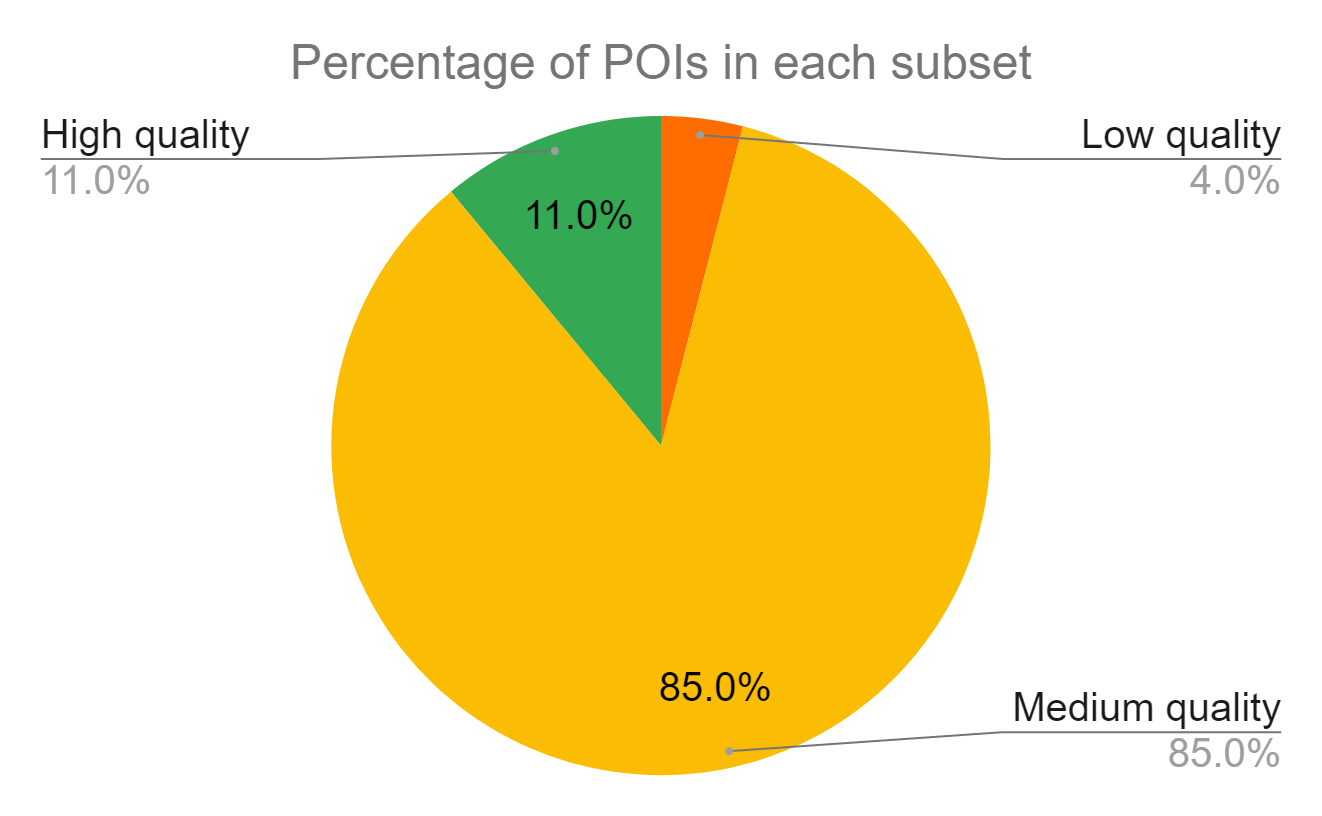 Percentage of POIs in each subset
High quality
11.0%
Low quality
4.0%
11.0%
85.0%
Medium quality
85.0%